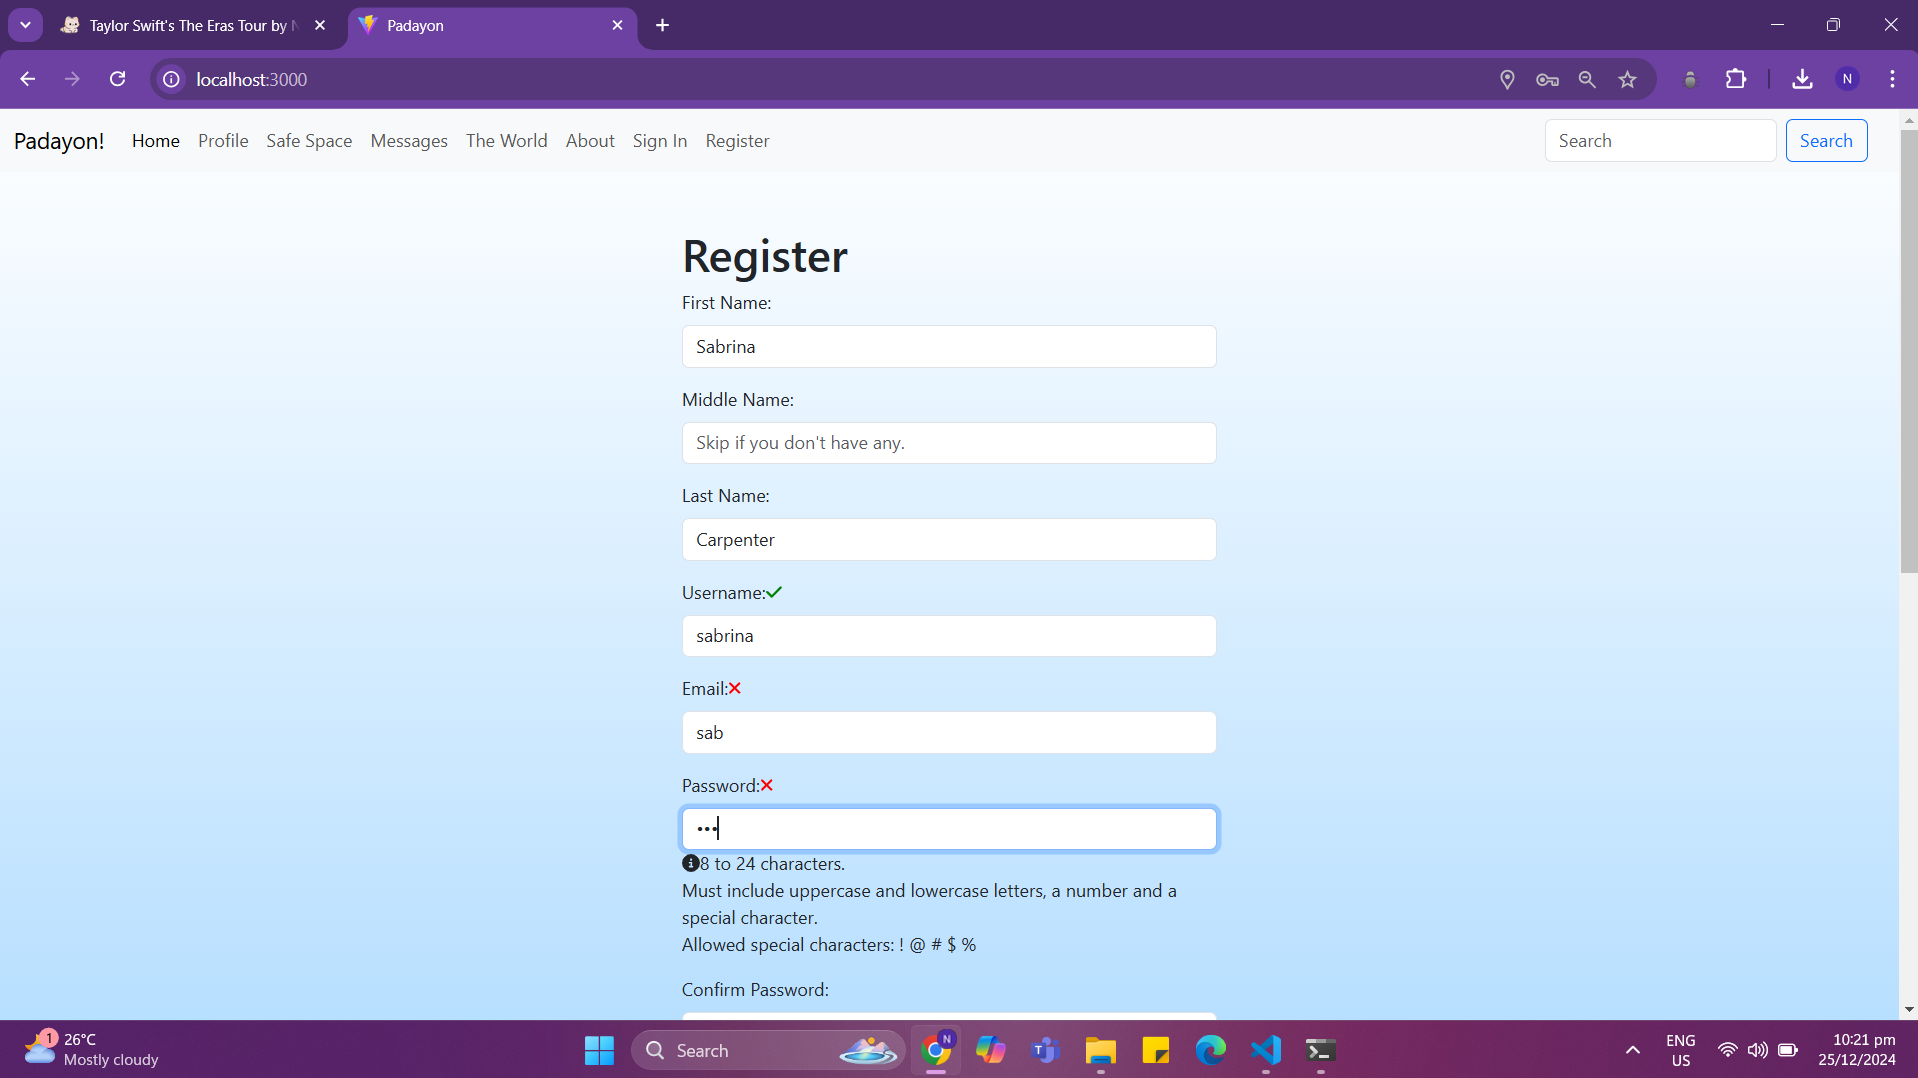 Taylor Swift's The Eras Tour by
Padayon
localhost:3000
N
Padayon!
Home
Profile
Safe Space
Messages
The World
About
Sign In
Register
Search
Search
Register
First Name:
Sabrina
Middle Name:
Skip if you don't have any.
Last Name:
Carpenter
Username:
sabrina
Email:
sab
Password:
•••
8 to 24 characters.
Must include uppercase and lowercase letters, a number and a
special character.
Allowed special characters: ! @ # $ %
Confirm Password:
1
26°C
Mostly cloudy
Search
N
ENG
US
10:21 pm
25/12/2024